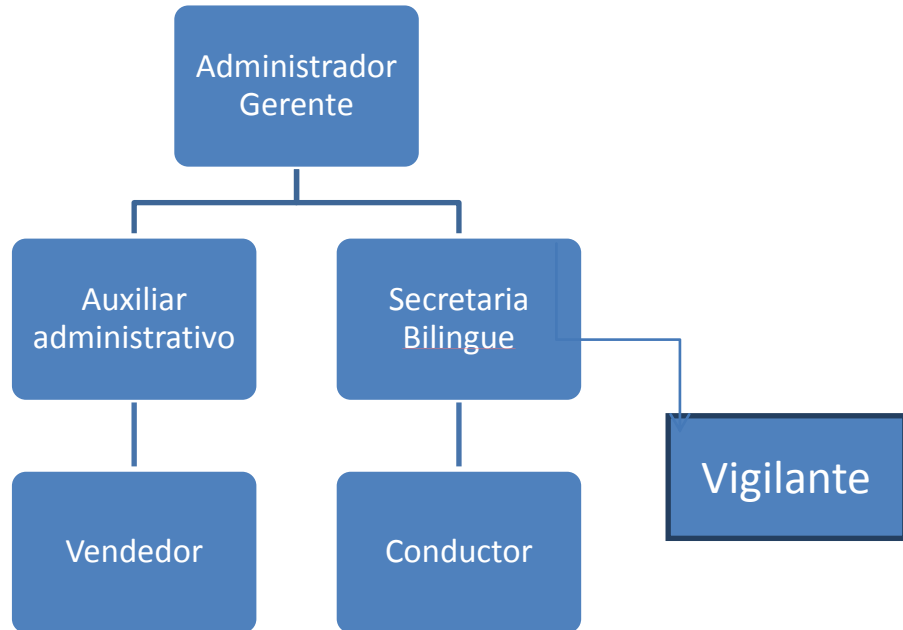 Administrador
Gerente
Auxiliar
administrativo
Secretaria
Bilingue
Vigilante
Vendedor
Conductor